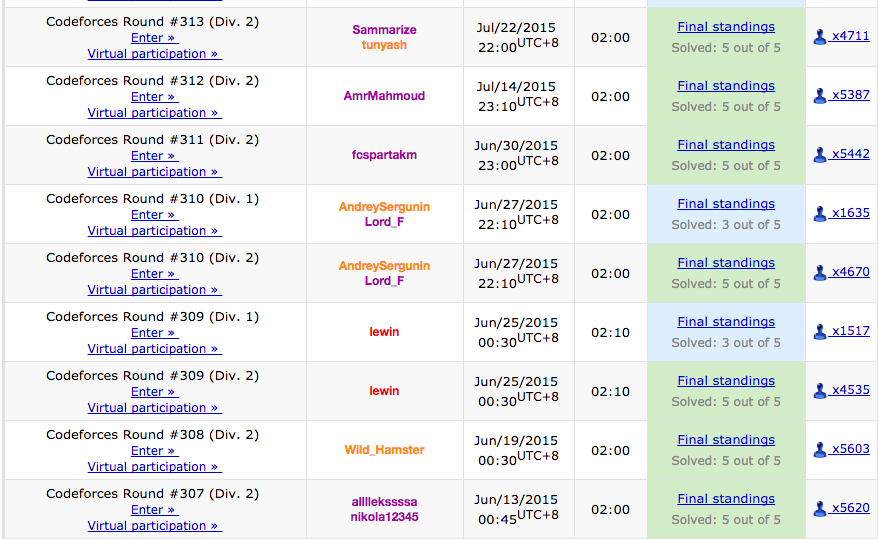 Codeforces Round #313 (Div. 2)
Enter »
Virtual participation »
Sammarize
tunyash
Jul/22/2015
22:00UTC+8
02:00
Final standings
Solved: 5 out of 5
x4711
Codeforces Round #312 (Div. 2)
Enter »
Virtual participation »
AmrMahmoud
Jul/14/2015
23:10UTC+8
02:00
Final standings
Solved: 5 out of 5
x5387
Codeforces Round #311 (Div. 2)
Enter »
Virtual participation »
fcspartakm
Jun/30/2015
23:00UTC+8
02:00
Final standings
Solved: 5 out of 5
x5442
Codeforces Round #310 (Div. 1)
Enter »
Virtual participation »
AndreySergunin
Lord_F
Jun/27/2015
22:10UTC+8
02:00
Final standings
Solved: 3 out of 5
x1635
Codeforces Round #310 (Div. 2)
Enter »
Virtual participation »
AndreySergunin
Lord_F
Jun/27/2015
22:10UTC+8
02:00
Final standings
Solved: 5 out of 5
x4670
Codeforces Round #309 (Div. 1)
Enter »
Virtual participation »
lewin
Jun/25/2015
00:30UTC+8
02:10
Final standings
Solved: 3 out of 5
x1517
Codeforces Round #309 (Div. 2)
Enter »
Virtual participation »
lewin
Jun/25/2015
00:30UTC+8
02:10
Final standings
Solved: 5 out of 5
x4535
Codeforces Round #308 (Div. 2)
Enter »
Virtual participation »
Wild_Hamster
Jun/19/2015
00:30UTC+8
02:00
Final standings
Solved: 5 out of 5
x5603
Codeforces Round #307 (Div. 2)
Enter »
Virtual participation »
allllekssssa
nikola12345
Jun/13/2015
00:45UTC+8
02:00
Final standings
Solved: 5 out of 5
x5620